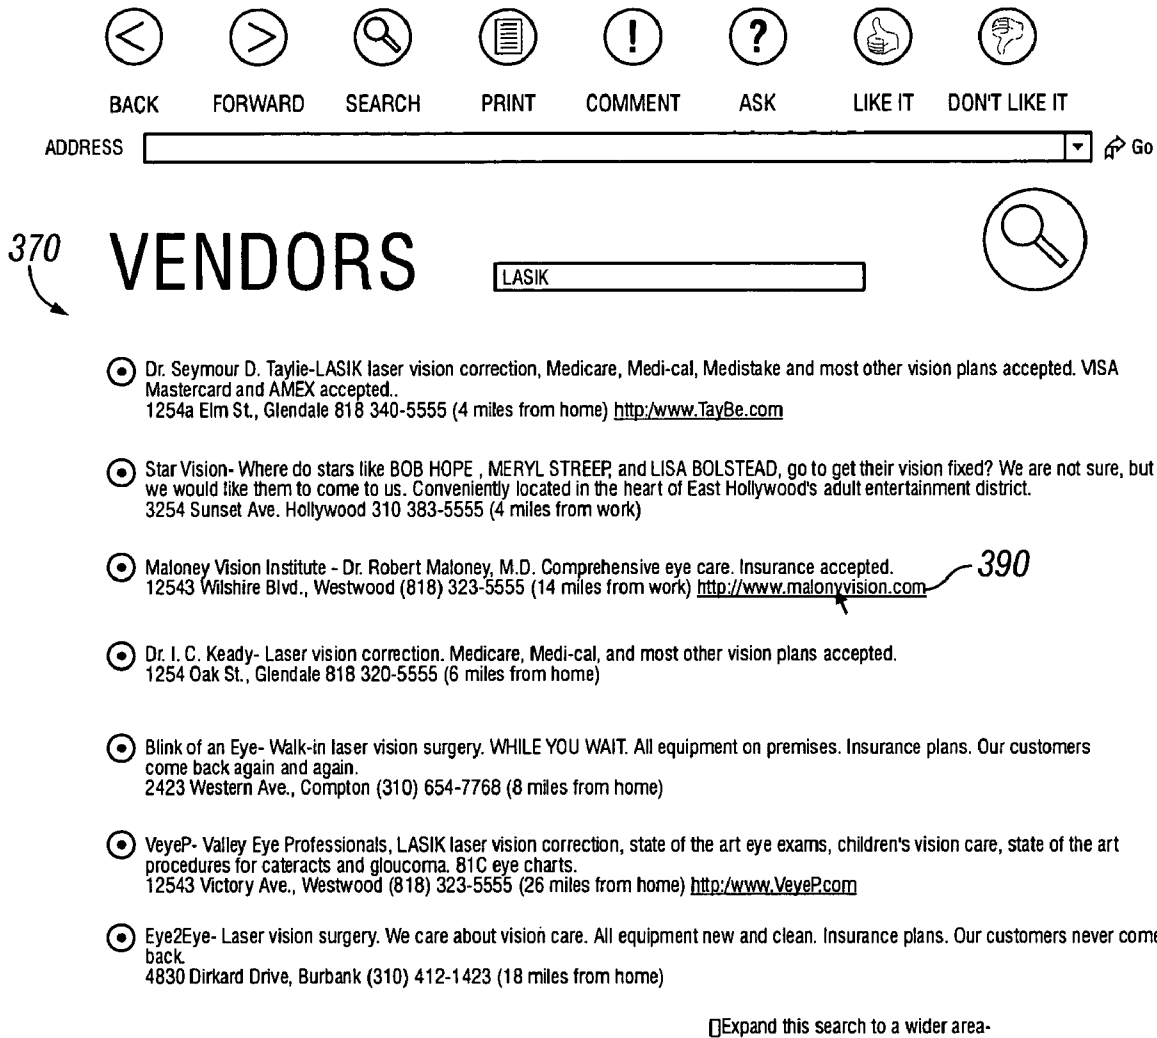 BACK FORWARD SEARCH PRINT COMMENT ASK LIKE IT DON'T LIKE IT
ADDRESS Go
370 VENDORS LASIK
Dr. Seymour D. Taylie-LASIK laser vision correction, Medicare, Medi-cal, Medistake and most other vision plans accepted. VISA
Mastercard and AMEX accepted..
1254a Elm St., Glendale 818 340-5555 (4 miles from home) http:/www.TayBe.com
Star Vision- Where do stars like BOB HOPE , MERYL STREEP, and LISA BOLSTEAD, go to get their vision fixed? We are not sure, but
we would like them to come to us. Conveniently located in the heart of East Hollywood's adult entertainment district.
3254 Sunset Ave. Hollywood 310 383-5555 (4 miles from work)
Maloney Vision Institute - Dr. Robert Maloney, M.D. Comprehensive eye care. Insurance accepted. 390
12543 Wilshire Blvd., Westwood (818) 323-5555 (14 miles from work) http://www.malonyvision.com
Dr. I. C. Keady- Laser vision correction. Medicare, Medi-cal, and most other vision plans accepted.
1254 Oak St., Glendale 818 320-5555 (6 miles from home)
Blink of an Eye- Walk-in laser vision surgery. WHILE YOU WAIT. All equipment on premises. Insurance plans. Our customers
come back again and again.
2423 Western Ave., Compton (310) 654-7768 (8 miles from home)
VeyeP- Valley Eye Professionals, LASIK laser vision correction, state of the art eye exams, children's vision care, state of the art
procedures for cateracts and gloucoma. 81C eye charts.
12543 Victory Ave., Westwood (818) 323-5555 (26 miles from home) http:/www.VeyeP.com
Eye2Eye- Laser vision surgery. We care about vision care. All equipment new and clean. Insurance plans. Our customers never come
back.
4830 Dirkard Drive, Burbank (310) 412-1423 (18 miles from home)
Expand this search to a wider area-